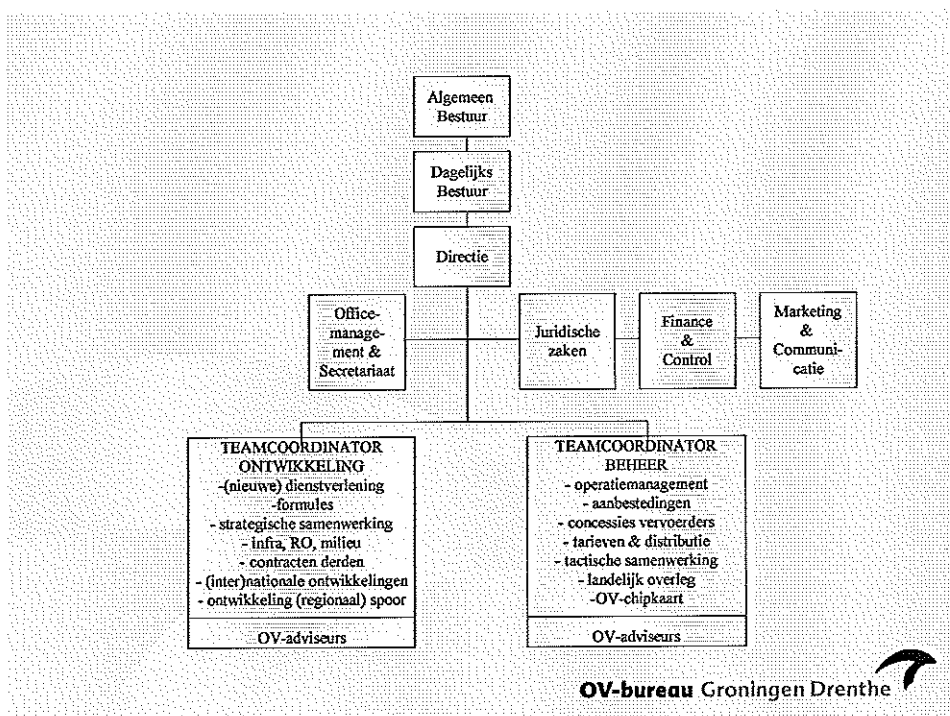 Algemeen
Bestuur
Dagelijks
Bestuur
Directie
Office-
manage-
ment &
Secretariaat
Juridische
zaken
Finance
&
Control
Marketing
&
Communi-
catie
TEAMCOORDINATOR
ONTWIKKELING
-(nieuwe) dienstverlening
-formules
- strategische samenwerking
- infra, RO, milieu
- contracten derden
- (inter)nationale ontwikkelingen
- ontwikkeling (regionaal) spoor
OV-adviseurs
TEAMCOORDINATOR
BEHEER
- operatiemanagement
- aanbestedingen
- concessies vervoerders
- tarieven & distributie
- tactische samenwerking
- landelijk overleg
-OV-chipkaart
OV-adviseurs
OV-bureau Groningen Drenthe